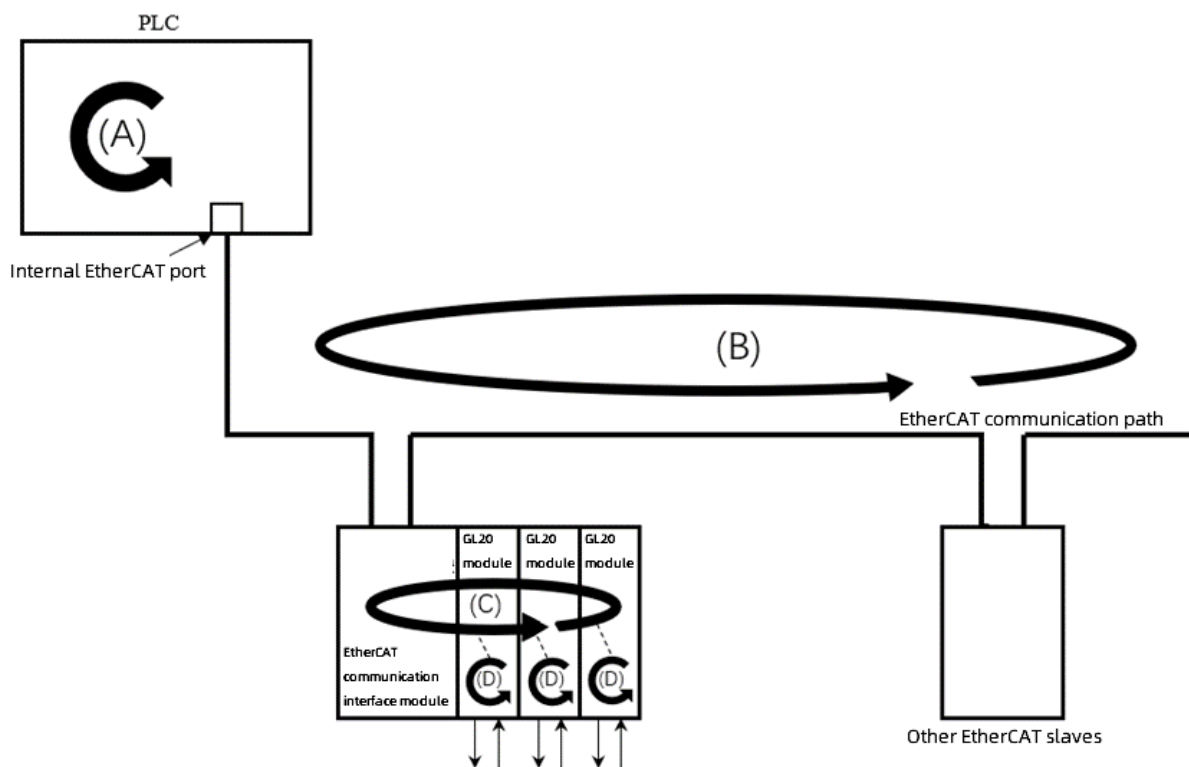 PLC
(A)
Internal EtherCAT port
(B)
EtherCAT communication path
GL20
module
GL20
module
GL20
module
(C)
EtherCAT
communication
interface module
(D)
(D)
(D)
Other EtherCAT slaves